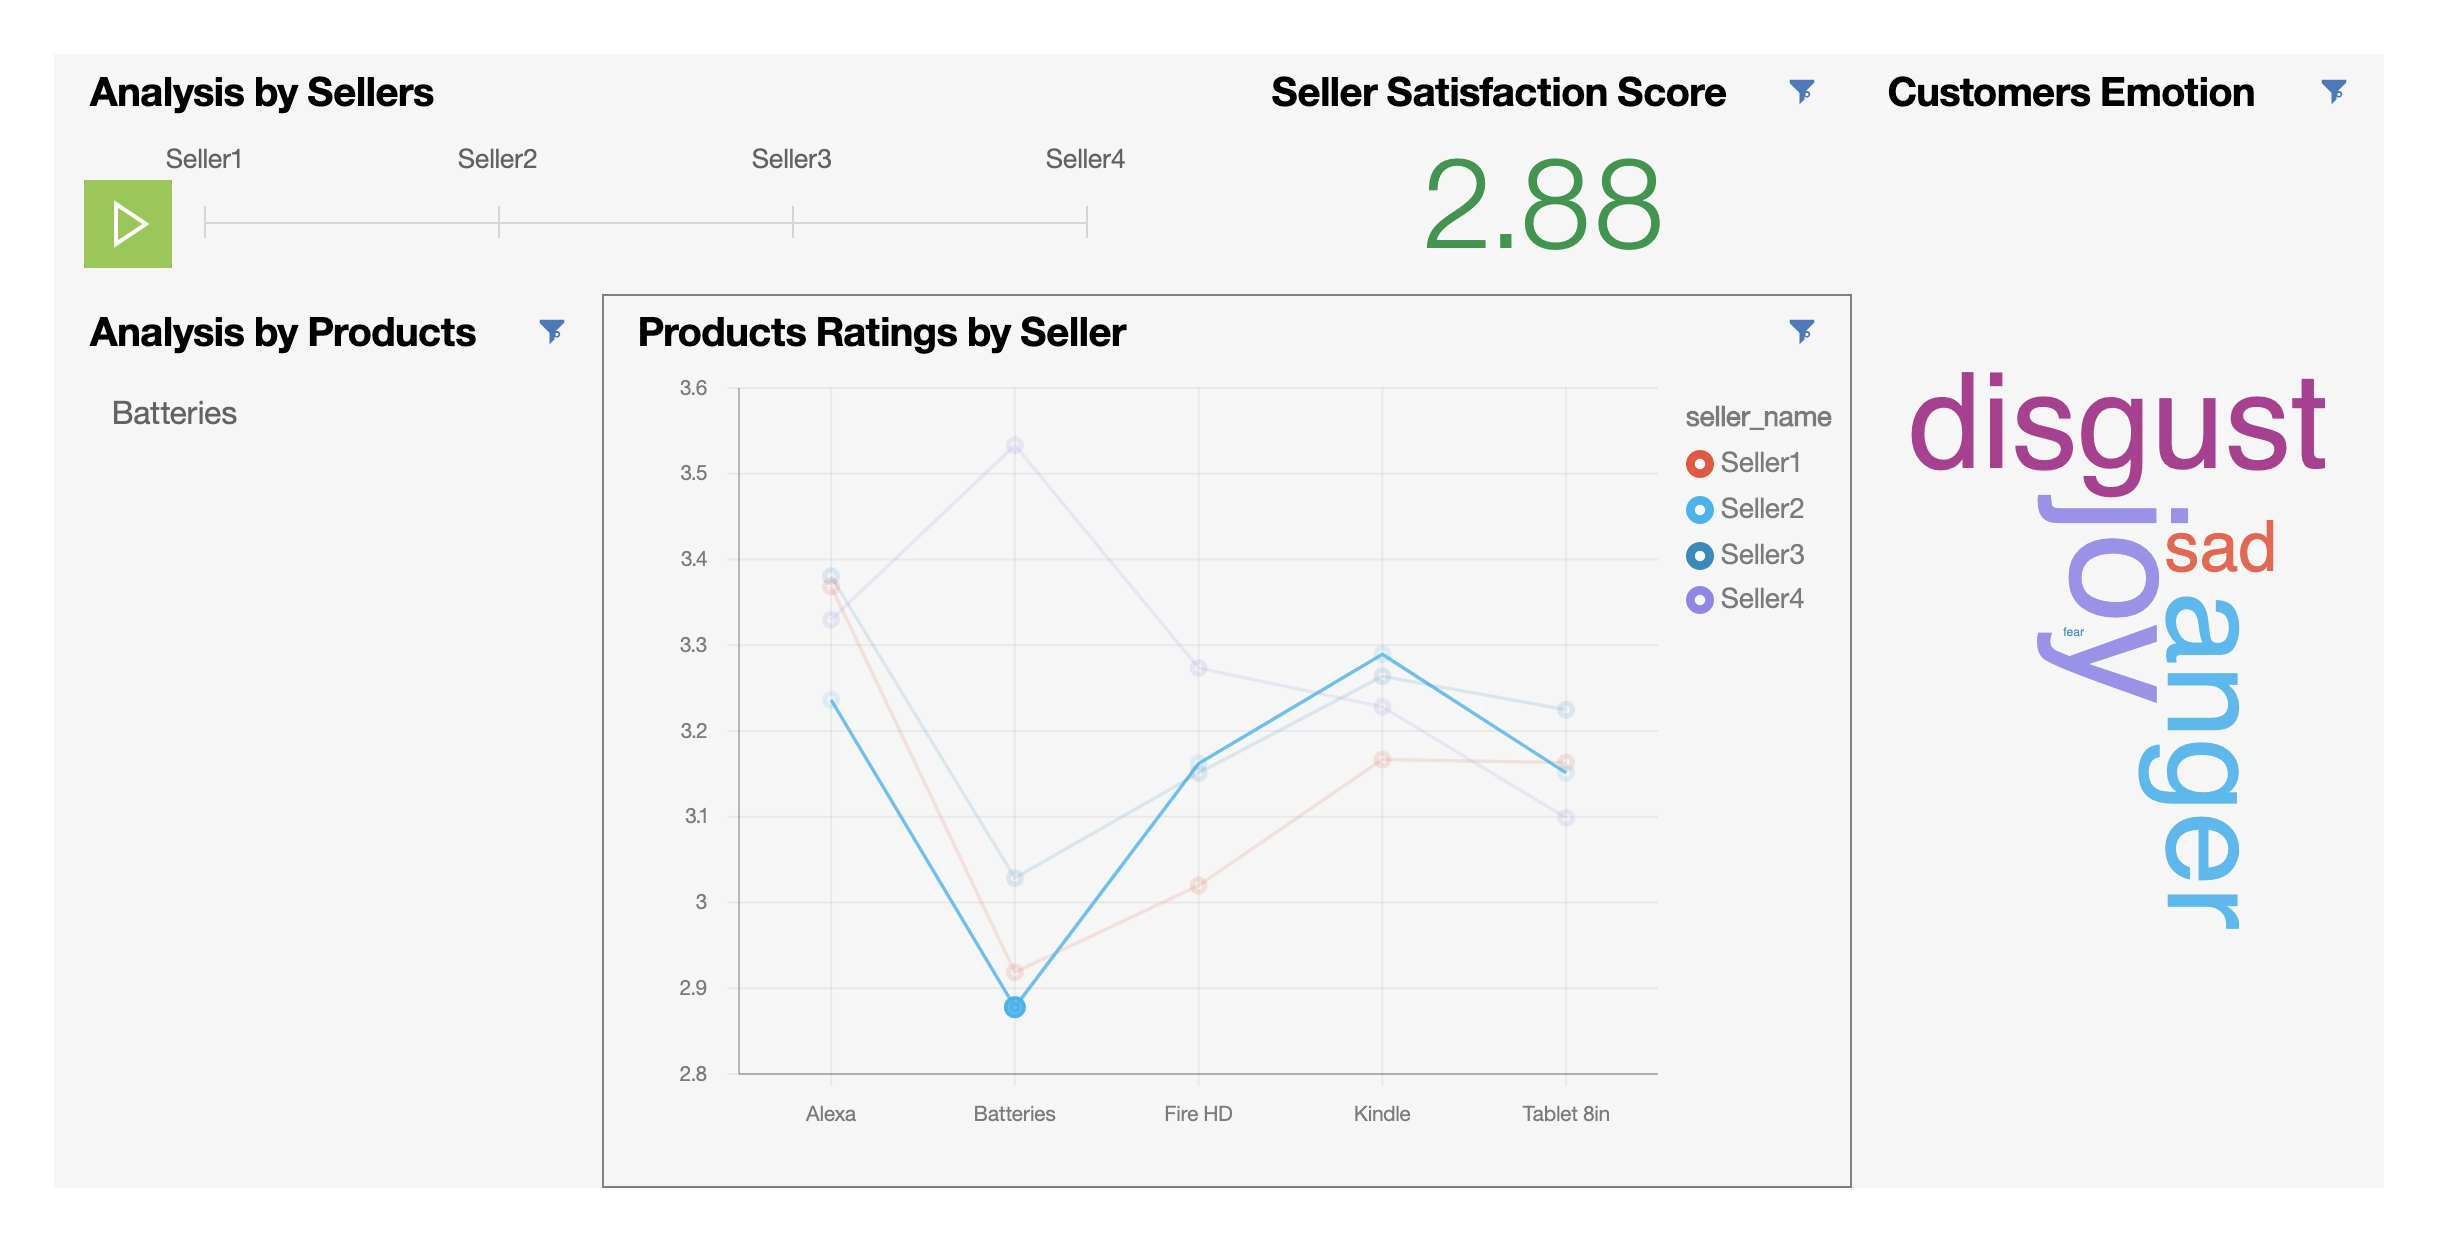 Analysis by Sellers
Seller1 Seller2 Seller3 Seller4
Seller Satisfaction Score
2.88
Customers Emotion
disgust
joy
sad
fear
anger
Analysis by Products
Batteries
Products Ratings by Seller
3.6
3.5
3.4
3.3
3.2
3.1
3
2.9
2.8
Alexa Batteries Fire HD Kindle Tablet 8in
seller_name
Seller1
Seller2
Seller3
Seller4